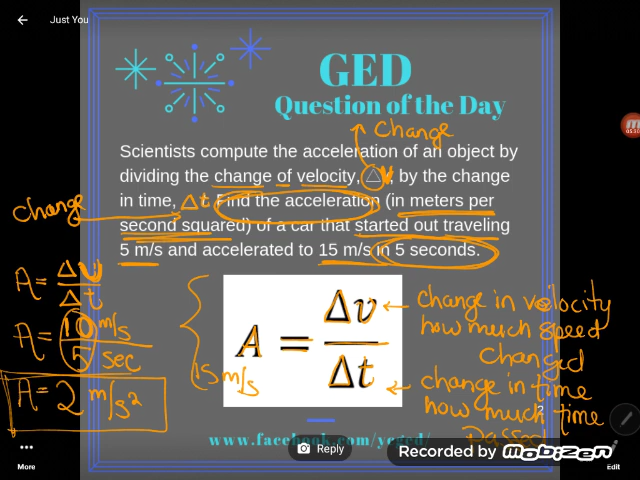 Just You
GED
Question of the Day
change
Scientists compute the acceleration of an object by
dividing the change of velocity, △v, by the change
in time, Δt. Find the acceleration (in meters per
second squared) of a car that started out traveling
5 m/s and accelerated to 15 m/s in 5 seconds.
change
A = Δv
Δt
A = 10 m/s
5 sec
A = 2 m/s²
15 m/s
A = Δv
Δt
change in velocity
how much speed
changed
change in time
how much time
passed
www.facebook.com/ycged/
More
Reply
Recorded by mobizen
Edit